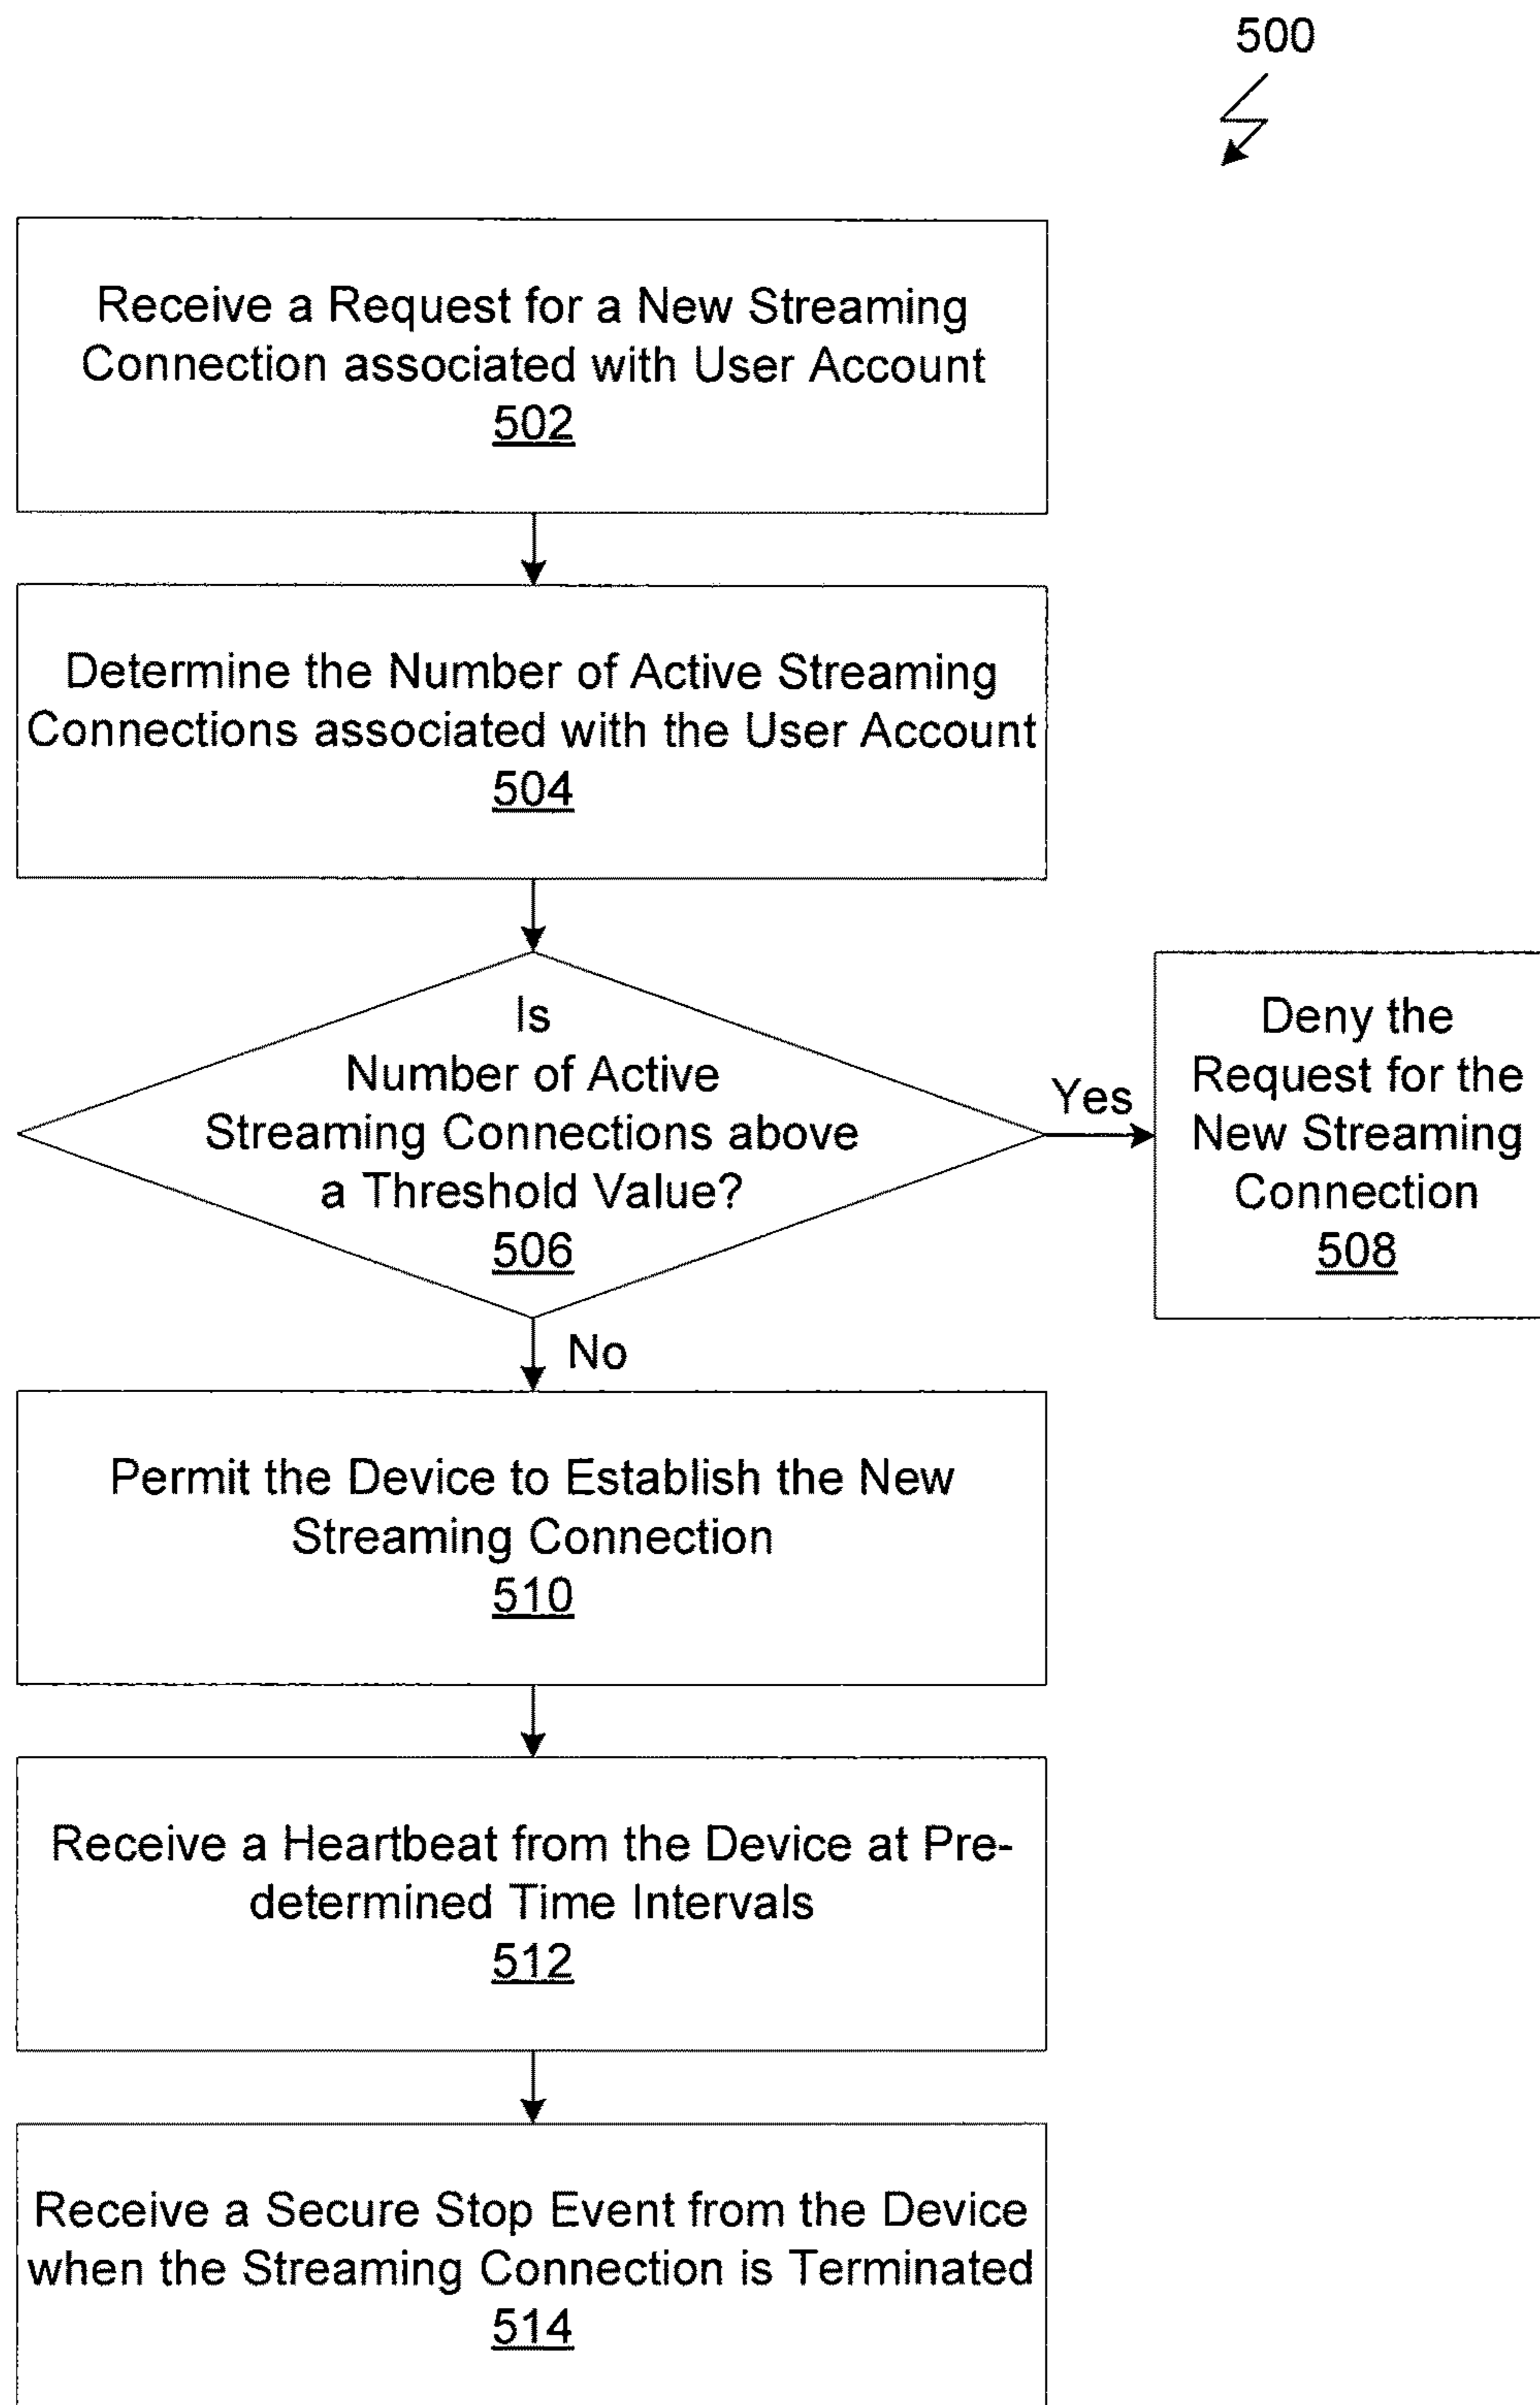 500
Receive a Request for a New Streaming
Connection associated with User Account
502
Determine the Number of Active Streaming
Connections associated with the User Account
504
Is
Number of Active
Streaming Connections above
a Threshold Value?
506
Yes
Deny the
Request for the
New Streaming
Connection
508
No
Permit the Device to Establish the New
Streaming Connection
510
Receive a Heartbeat from the Device at Pre-
determined Time Intervals
512
Receive a Secure Stop Event from the Device
when the Streaming Connection is Terminated
514